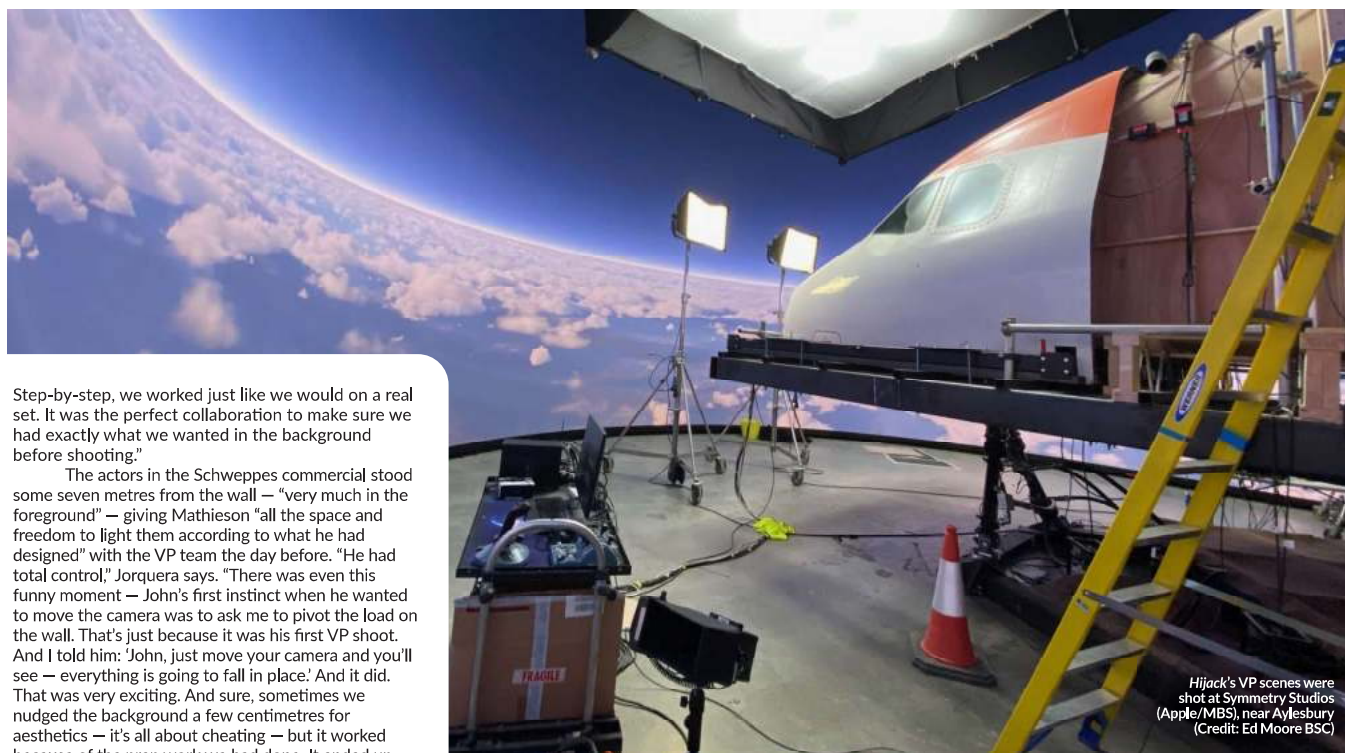 Step-by-step, we worked just like we would on a real
set. It was the perfect collaboration to make sure we
had exactly what we wanted in the background
before shooting.”
The actors in the Schweppes commercial stood
some seven metres from the wall — “very much in the
foreground” — giving Mathieson “all the space and
freedom to light them according to what he had
designed” with the VP team the day before. “He had
total control,” Jorquera says. “There was even this
funny moment — John’s first instinct when he wanted
to move the camera was to ask me to pivot the load on
the wall. That’s just because it was his first VP shoot.
And I told him: ‘John, just move your camera and you’ll
see — everything is going to fall in place.’ And it did.
That was very exciting. And sure, sometimes we
nudged the background a few centimetres for
aesthetics — it’s all about cheating — but it worked
FRAGILE
WERNER
Hijack’s VP scenes were
shot at Symmetry Studios
(Apple/MBS), near Aylesbury
(Credit: Ed Moore BSC)